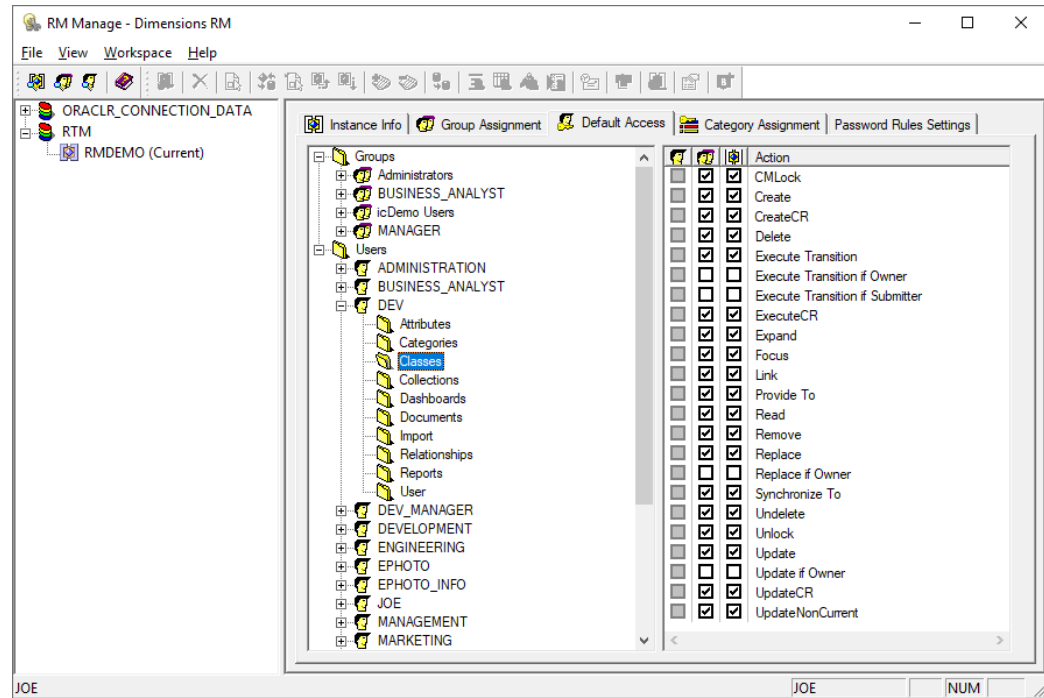 RM Manage - Dimensions RM
File View Workspace Help
ORACLR_CONNECTION_DATA
RTM
RMDEMO (Current)
Instance Info Group Assignment Default Access Category Assignment Password Rules Settings
Groups
Administrators
BUSINESS_ANALYST
icDemo Users
MANAGER
Users
ADMINISTRATION
BUSINESS_ANALYST
DEV
Attributes
Categories
Classes
Collections
Dashboards
Documents
Import
Relationships
Reports
User
DEV_MANAGER
DEVELOPMENT
ENGINEERING
EPHOTO
EPHOTO_INFO
JOE
MANAGEMENT
MARKETING
Action
CMLock
Create
CreateCR
Delete
Execute Transition
Execute Transition if Owner
Execute Transition if Submitter
ExecuteCR
Expand
Focus
Link
Provide To
Read
Remove
Replace
Replace if Owner
Synchronize To
Undelete
Unlock
Update
Update if Owner
UpdateCR
UpdateNonCurrent
JOE JOE NUM